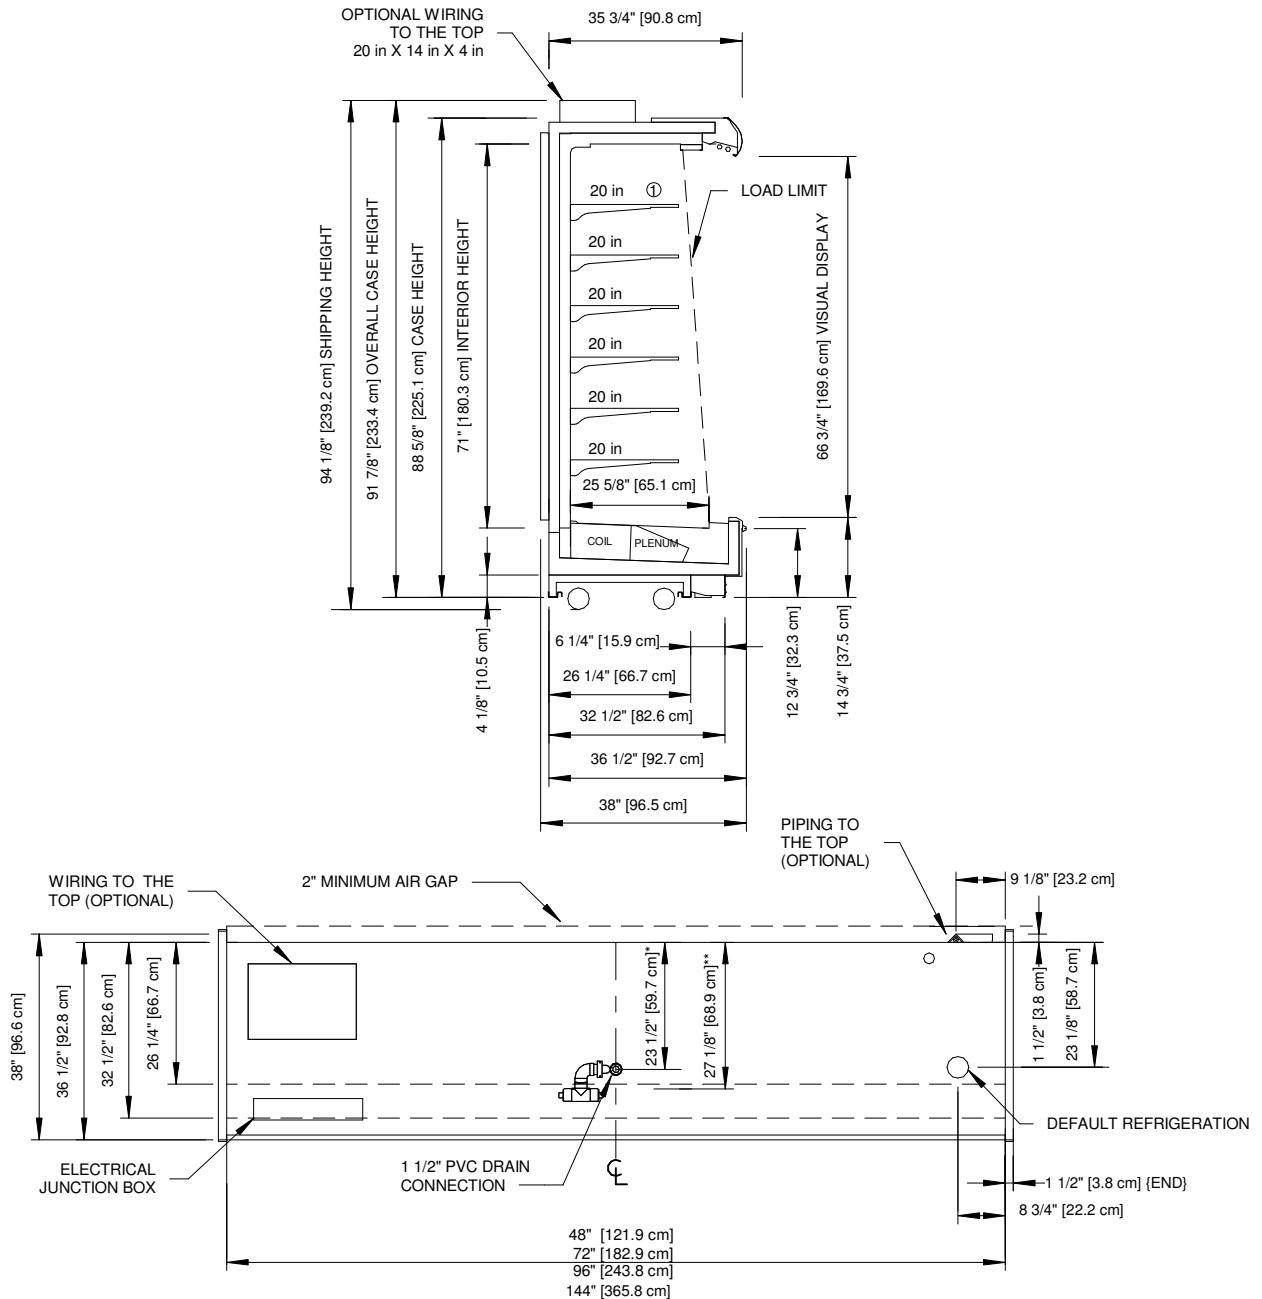 OPTIONAL WIRING
TO THE TOP
20 in X 14 in X 4 in
35 3/4" [90.8 cm]
94 1/8" [239.2 cm] SHIPPING HEIGHT
91 7/8" [233.4 cm] OVERALL CASE HEIGHT
88 5/8" [225.1 cm] CASE HEIGHT
71" [180.3 cm] INTERIOR HEIGHT
20 in ①
LOAD LIMIT
20 in
20 in
20 in
20 in
20 in
66 3/4" [169.6 cm] VISUAL DISPLAY
25 5/8" [65.1 cm]
COIL
PLENUM
4 1/8" [10.5 cm]
6 1/4" [15.9 cm]
26 1/4" [66.7 cm]
32 1/2" [82.6 cm]
36 1/2" [92.7 cm]
38" [96.5 cm]
12 3/4" [32.3 cm]
14 3/4" [37.5 cm]
PIPING TO
THE TOP
(OPTIONAL)
WIRING TO THE
TOP (OPTIONAL)
2" MINIMUM AIR GAP
9 1/8" [23.2 cm]
38" [96.6 cm]
36 1/2" [92.8 cm]
32 1/2" [82.6 cm]
26 1/4" [66.7 cm]
23 1/2" [59.7 cm]*
27 1/8" [68.9 cm]**
1 1/2" [3.8 cm]
23 1/8" [58.7 cm]
DEFAULT REFRIGERATION
ELECTRICAL
JUNCTION BOX
1 1/2" PVC DRAIN
CONNECTION
CL
1 1/2" [3.8 cm] {END}
8 3/4" [22.2 cm]
48" [121.9 cm]
72" [182.9 cm]
96" [243.8 cm]
144" [365.8 cm]